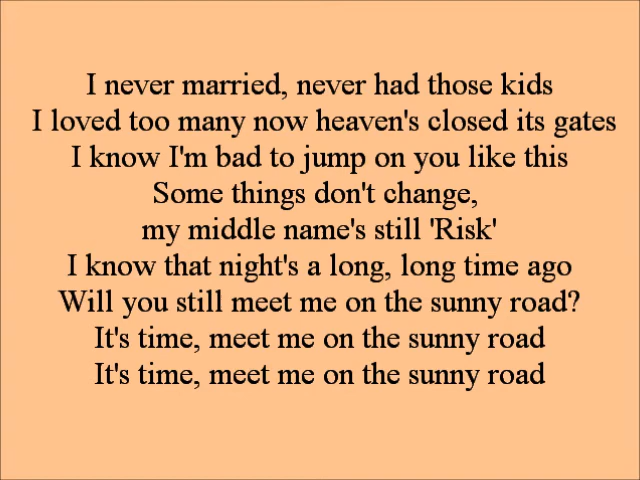 I never married, never had those kids
I loved too many now heaven's closed its gates
I know I'm bad to jump on you like this
Some things don't change,
my middle name's still 'Risk'
I know that night's a long, long time ago
Will you still meet me on the sunny road?
It's time, meet me on the sunny road
It's time, meet me on the sunny road